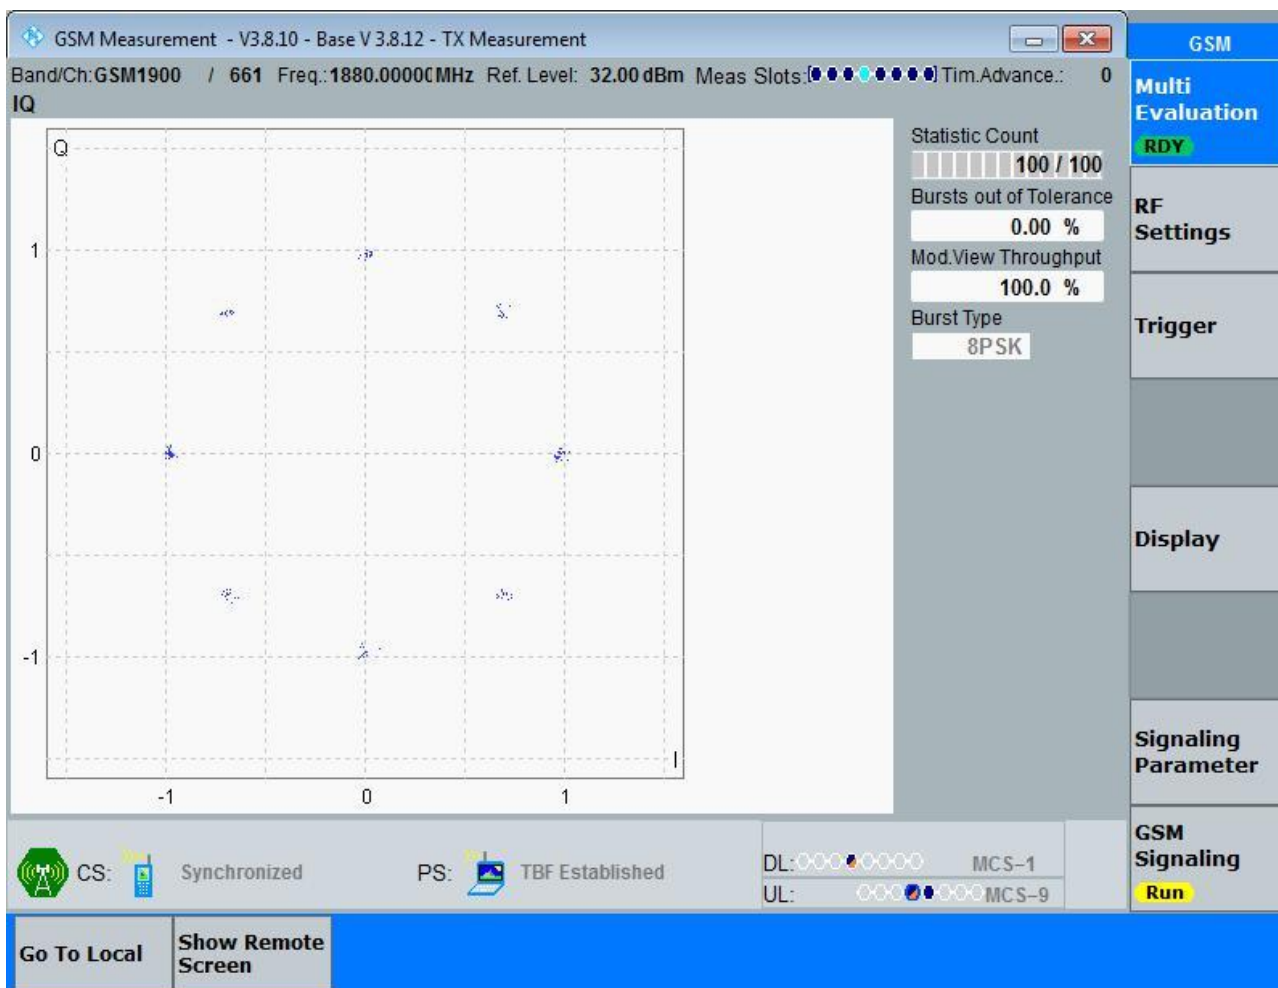 GSM Measurement - V3.8.10 - Base V 3.8.12 - TX Measurement
GSM
Band/Ch:GSM1900 / 661 Freq.:1880.0000 MHz Ref. Level: 32.00 dBm Meas Slots: Tim.Advance.: 0
IQ
Multi
Evaluation
RDY
Q
Statistic Count
100 / 100
Bursts out of Tolerance
0.00 %
Mod.View Throughput
100.0 %
Burst Type
8PSK
RF
Settings
Trigger
Display
Signaling
Parameter
GSM
Signaling
Run
1
0
-1
I
-1 0 1
CS: Synchronized PS: TBF Established DL: MCS-1
UL: MCS-9
Go To Local
Show Remote
Screen